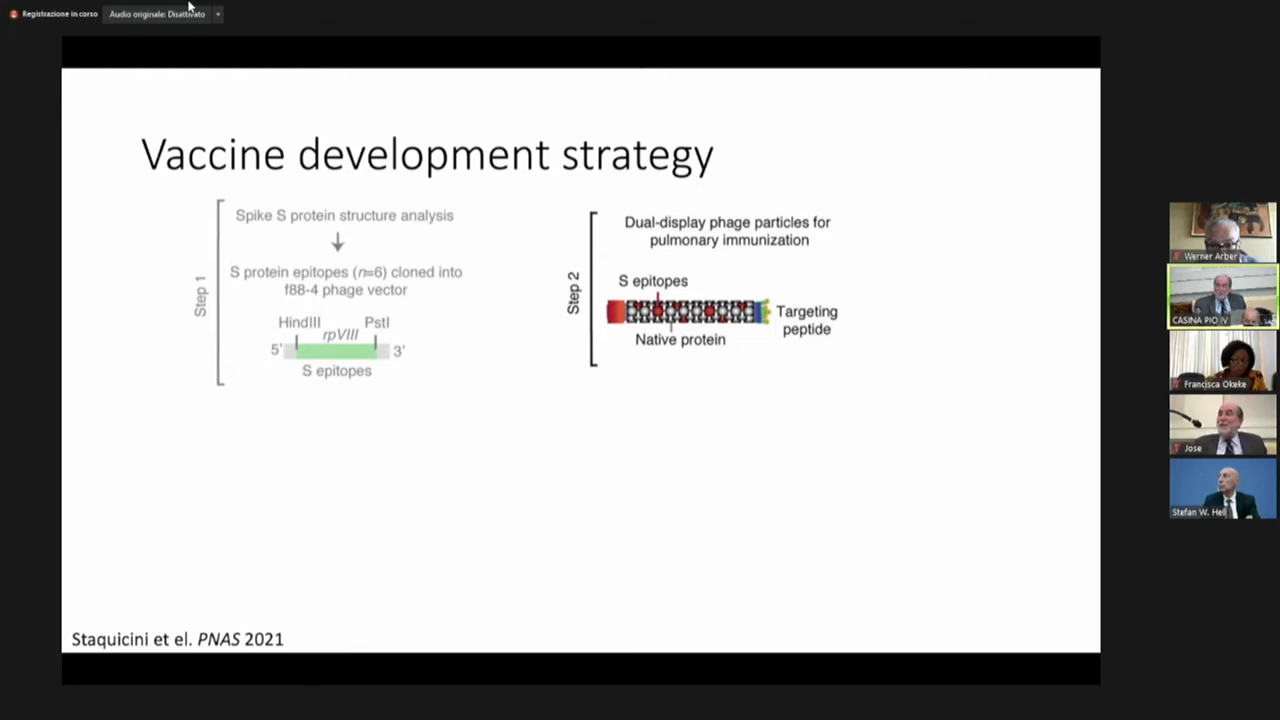 Registrazione in corso
Audio originale: Disattivato
Vaccine development strategy
Step 1
Spike S protein structure analysis
S protein epitopes (n=6) cloned into
f88-4 phage vector
HindIII
PstI
rpVIII
5'
3'
S epitopes
Step 2
Dual-display phage particles for
pulmonary immunization
S epitopes
Targeting
peptide
Native protein
Staquicini et el. PNAS 2021
Werner Arber
CASINA PIO IV
Francisca Okeke
Jose
Stefan W. Hell